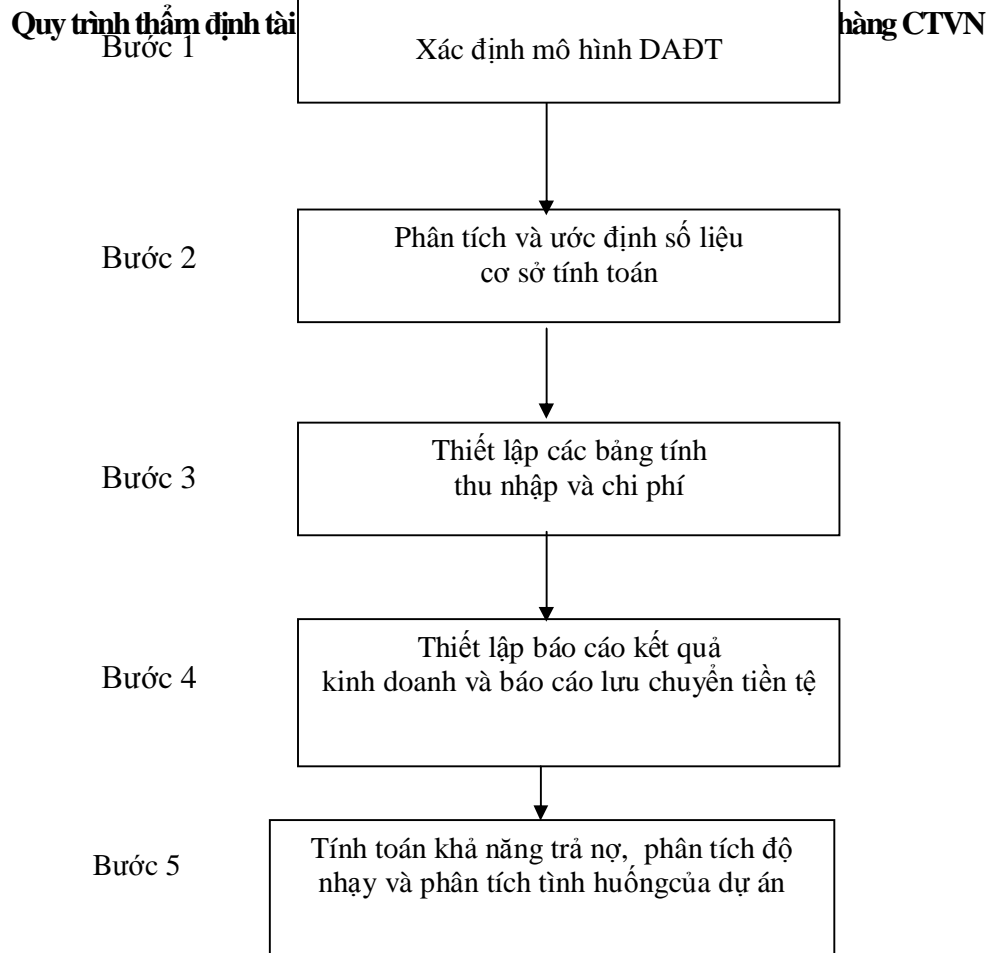 Quy trình thẩm định tài hàng CTVN
Bước 1
Xác định mô hình DAĐT
Bước 2
Phân tích và ước định số liệu
cơ sở tính toán
Bước 3
Thiết lập các bảng tính
thu nhập và chi phí
Bước 4
Thiết lập báo cáo kết quả
kinh doanh và báo cáo lưu chuyển tiền tệ
Bước 5
Tính toán khả năng trả nợ, phân tích độ
nhạy và phân tích tình huốngcủa dự án